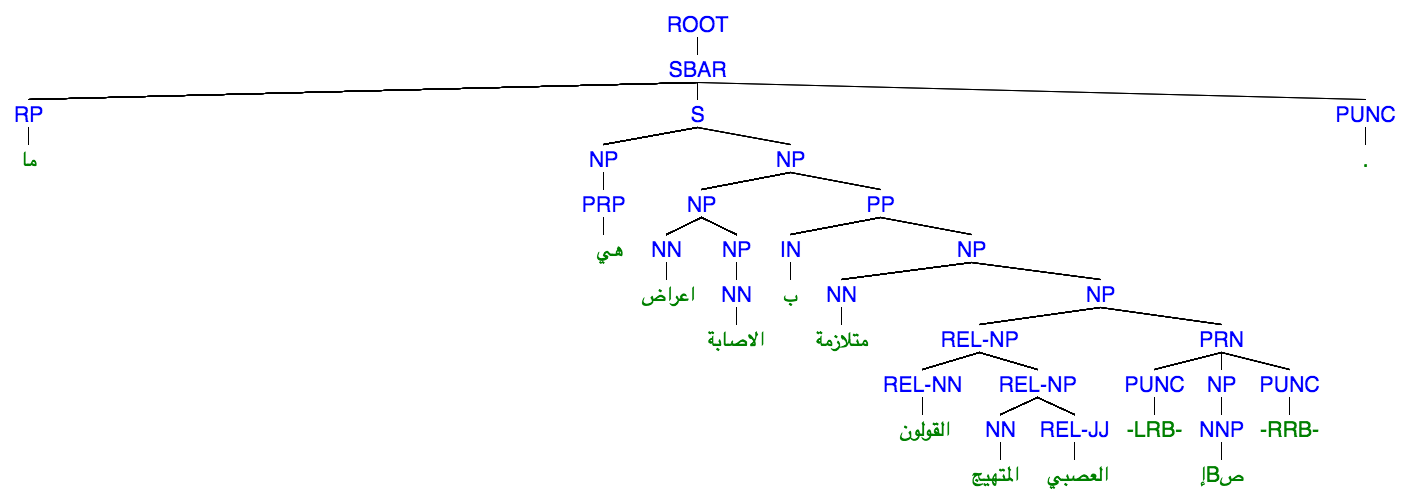 ROOT
SBAR
RP S PUNC
ما NP NP .
PRP NP PP
هي NN NP IN NP
اعراض NN ب NN NP
الاصابة متلازمة REL-NP PRN
REL-NN REL-NP PUNC NP PUNC
القولون NN REL-JJ -LRB- NNP -RRB-
المتهيج العصبي صBإ